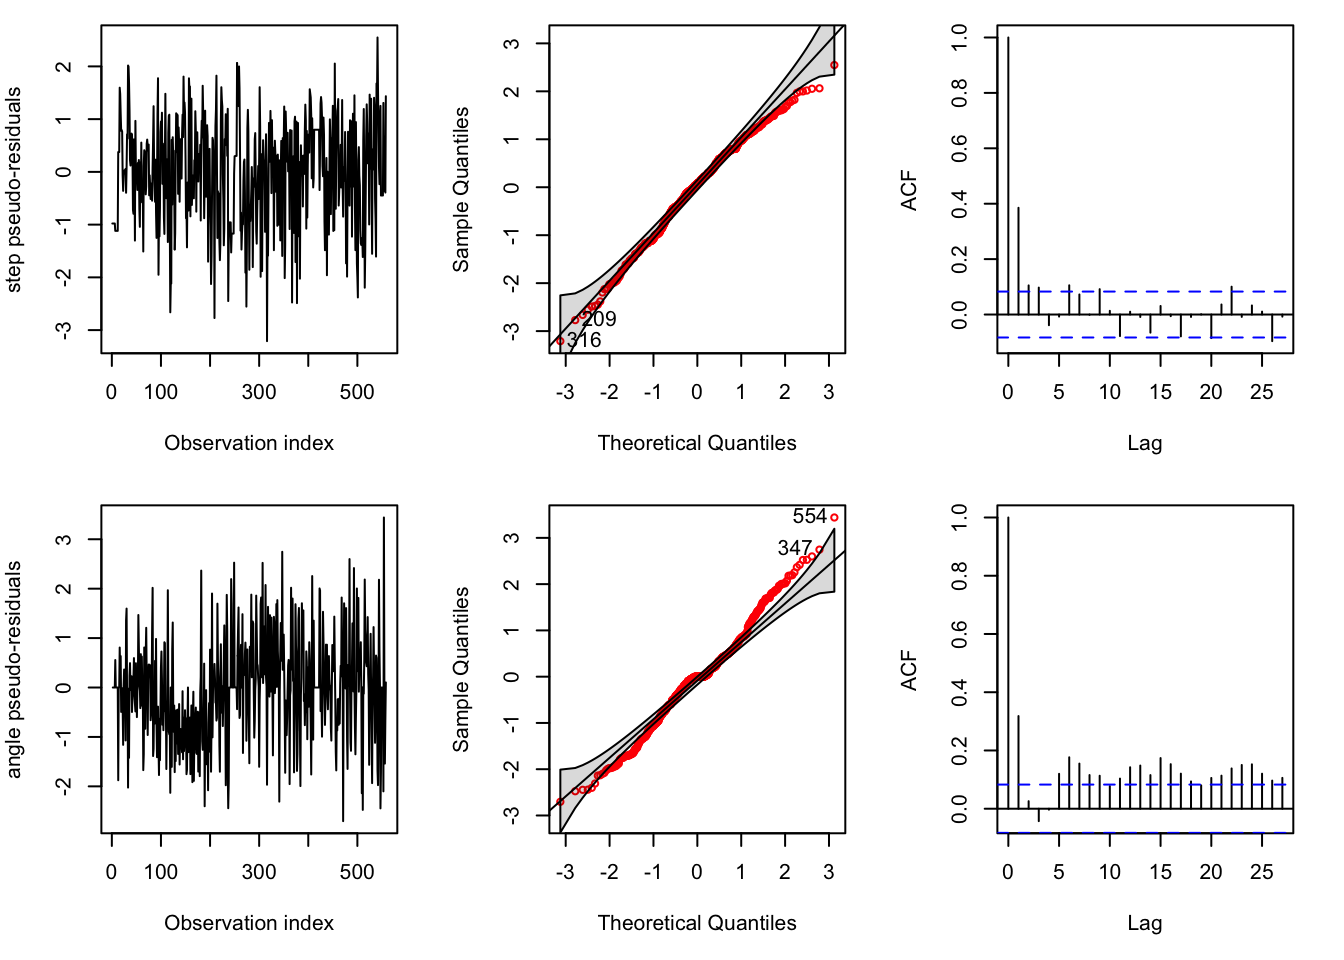 step pseudo-residuals
2
1
0
-1
-2
-3
0 100 300 500
Observation index
Sample Quantiles
3
2
1
0
-1
-2
-3
209
316
-3 -2 -1 0 1 2 3
Theoretical Quantiles
ACF
1.0
0.8
0.6
0.4
0.2
0.0
0 5 10 15 20 25
Lag
angle pseudo-residuals
3
2
1
0
-1
-2
0 100 300 500
Observation index
Sample Quantiles
3
2
1
0
-1
-2
-3
554
347
-3 -2 -1 0 1 2 3
Theoretical Quantiles
ACF
1.0
0.8
0.6
0.4
0.2
0.0
0 5 10 15 20 25
Lag